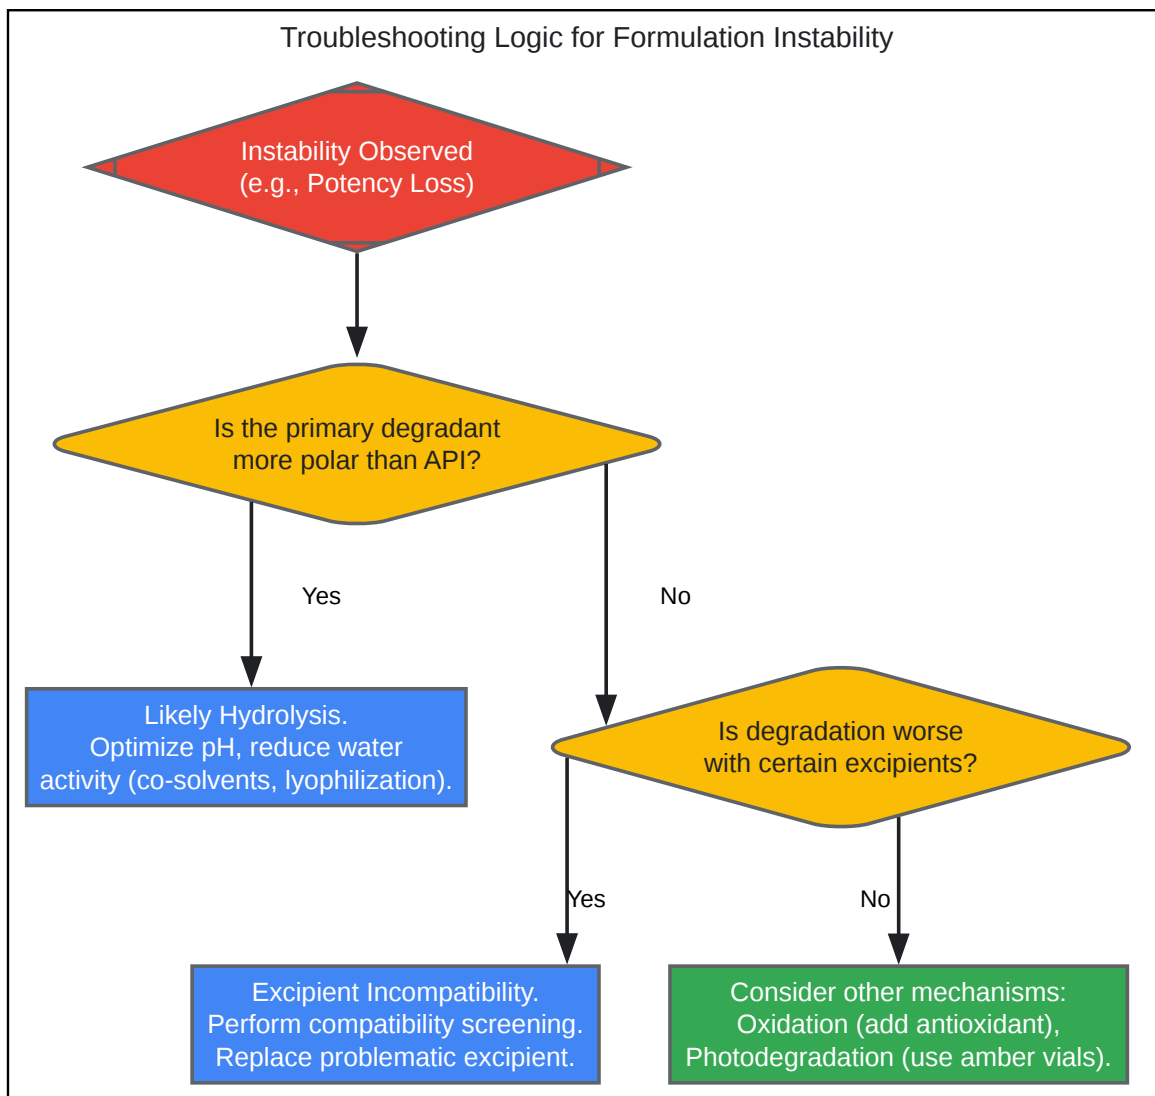 Troubleshooting Logic for Formulation Instability
Instability Observed
(e.g., Potency Loss)
Is the primary degradant
more polar than API?
Yes
No
Likely Hydrolysis.
Optimize pH, reduce water
activity (co-solvents, lyophilization).
Is degradation worse
with certain excipients?
Yes
No
Excipient Incompatibility.
Perform compatibility screening.
Replace problematic excipient.
Consider other mechanisms:
Oxidation (add antioxidant),
Photodegradation (use amber vials).